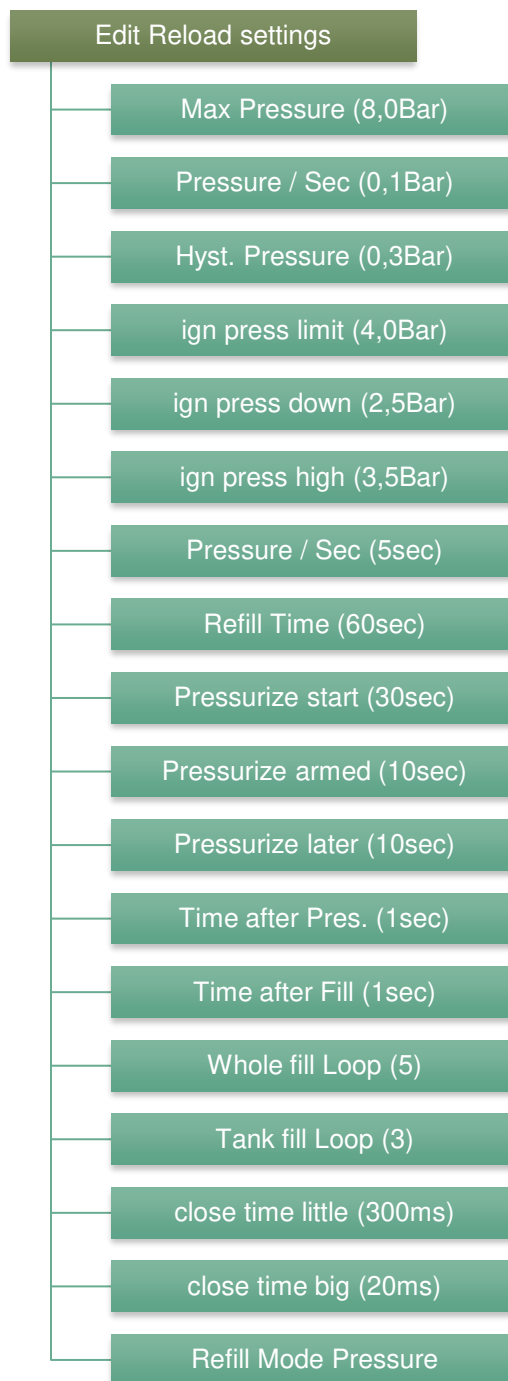 Edit Reload settings
Max Pressure (8,0Bar)
Pressure / Sec (0,1Bar)
Hyst. Pressure (0,3Bar)
ign press limit (4,0Bar)
ign press down (2,5Bar)
ign press high (3,5Bar)
Pressure / Sec (5sec)
Refill Time (60sec)
Pressurize start (30sec)
Pressurize armed (10sec)
Pressurize later (10sec)
Time after Pres. (1sec)
Time after Fill (1sec)
Whole fill Loop (5)
Tank fill Loop (3)
close time little (300ms)
close time big (20ms)
Refill Mode Pressure